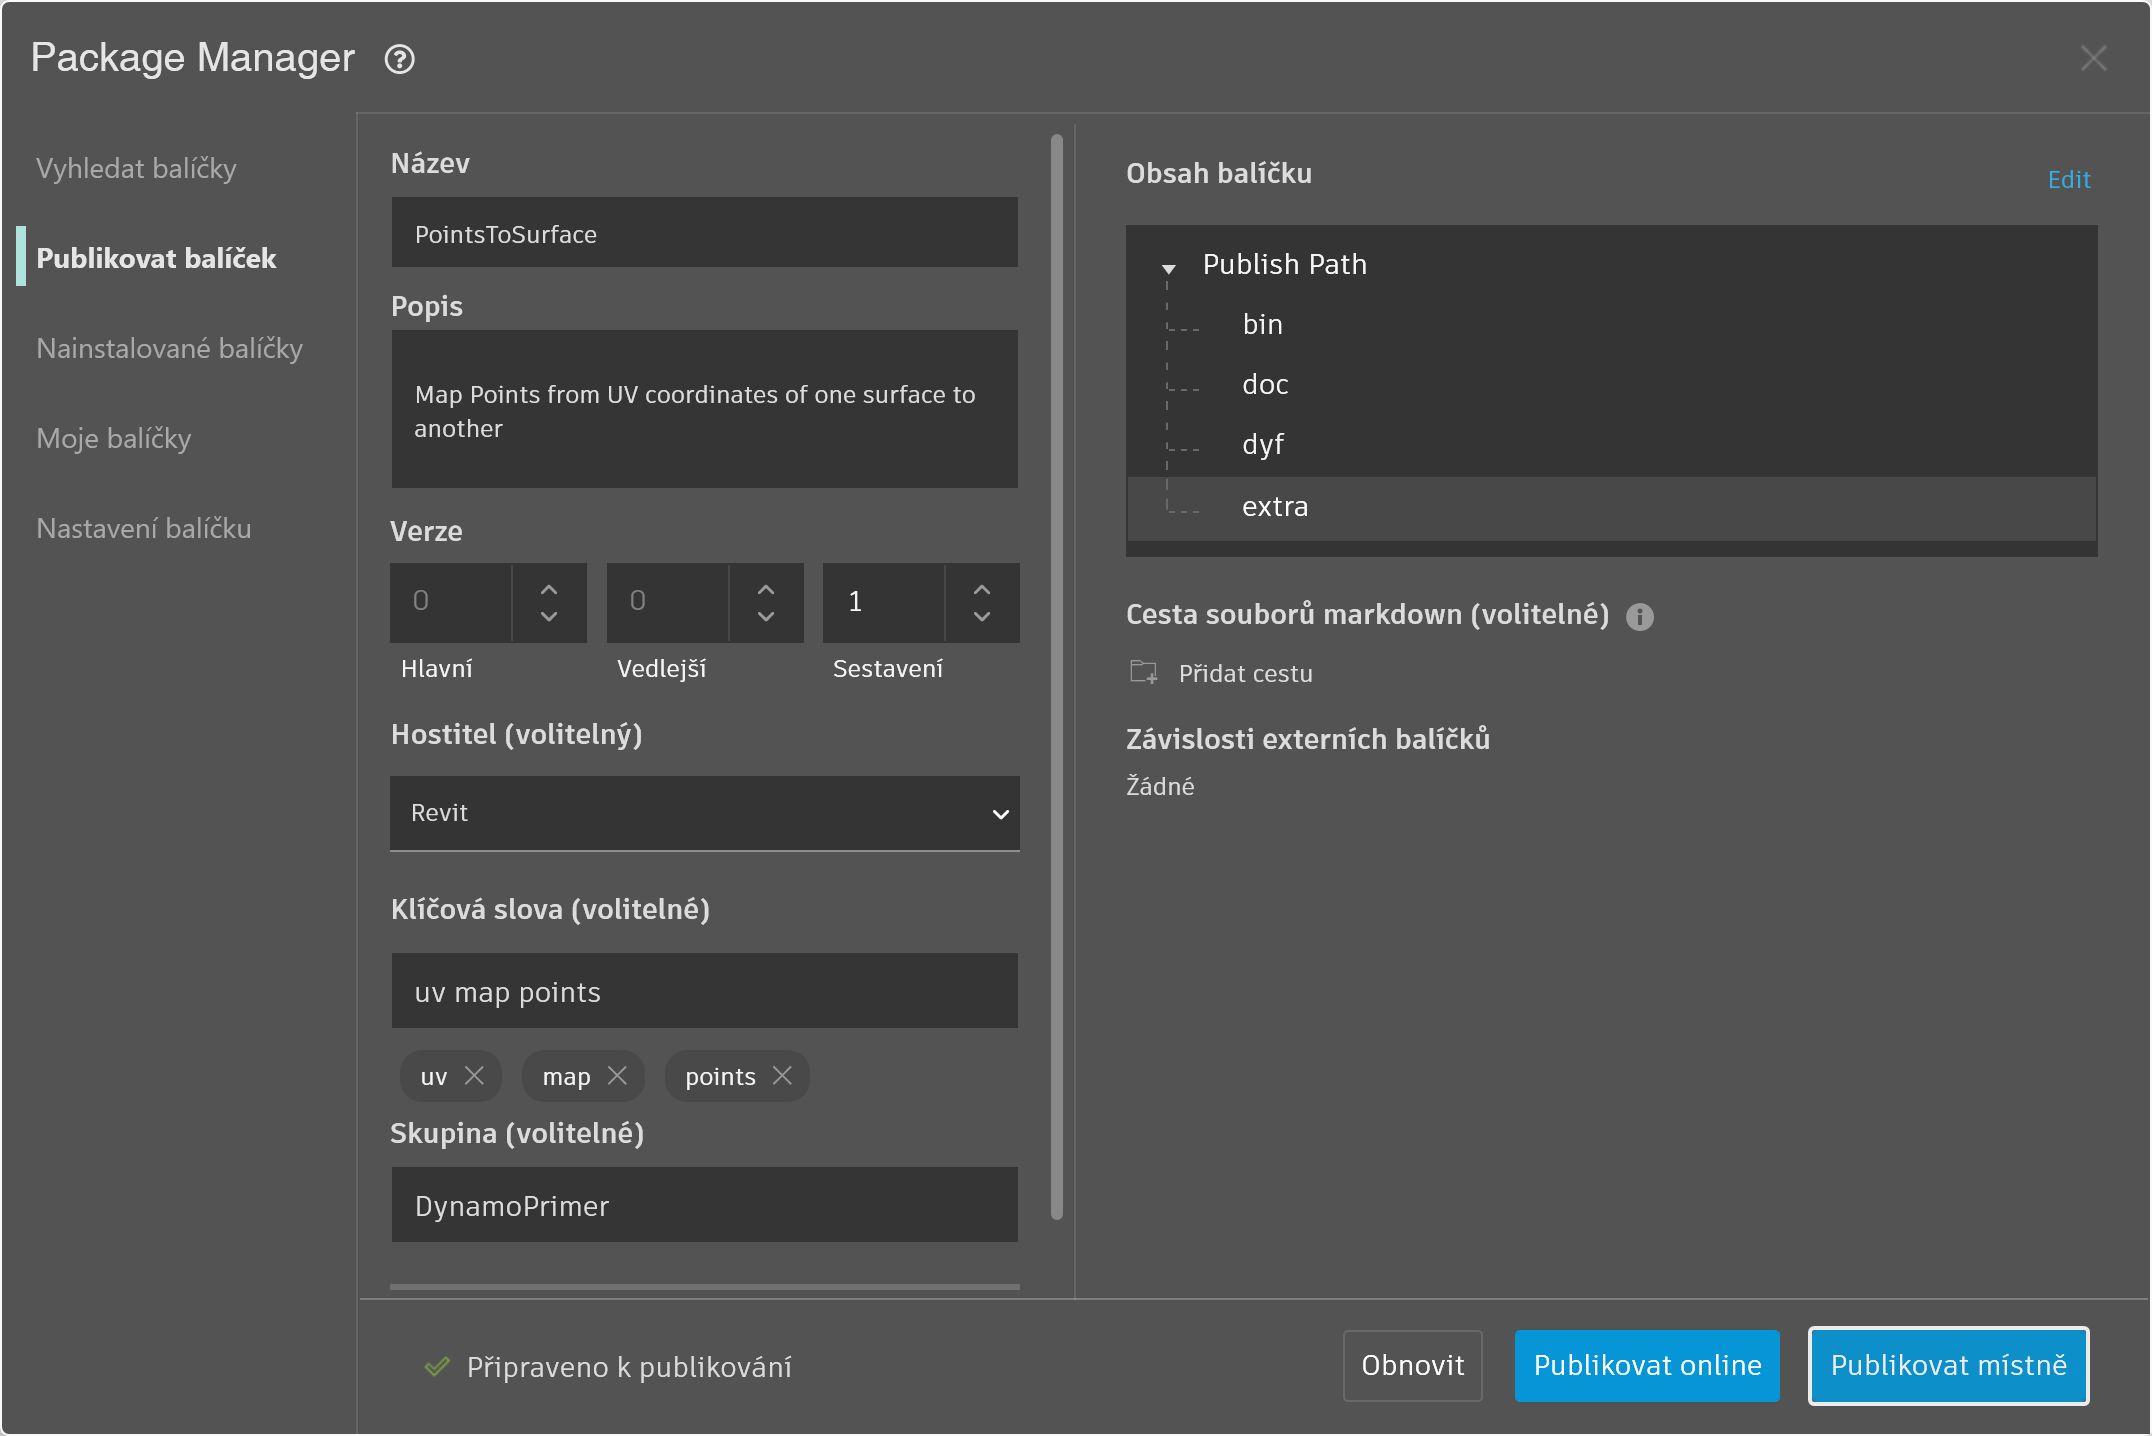 Package Manager
Vyhledat balíčky
Publikovat balíček
Nainstalované balíčky
Moje balíčky
Nastavení balíčku
Název
PointsToSurface
Popis
Map Points from UV coordinates of one surface to
another
Verze
0 0 1
Hlavní Vedlejší Sestavení
Hostitel (volitelný)
Revit
Klíčová slova (volitelné)
uv map points
uv map points
Skupina (volitelné)
DynamoPrimer
Obsah balíčku Edit
Publish Path
bin
doc
dyf
extra
Cesta souborů markdown (volitelné)
Přidat cestu
Závislosti externích balíčků
Žádné
Připraveno k publikování
Obnovit Publikovat online Publikovat místně